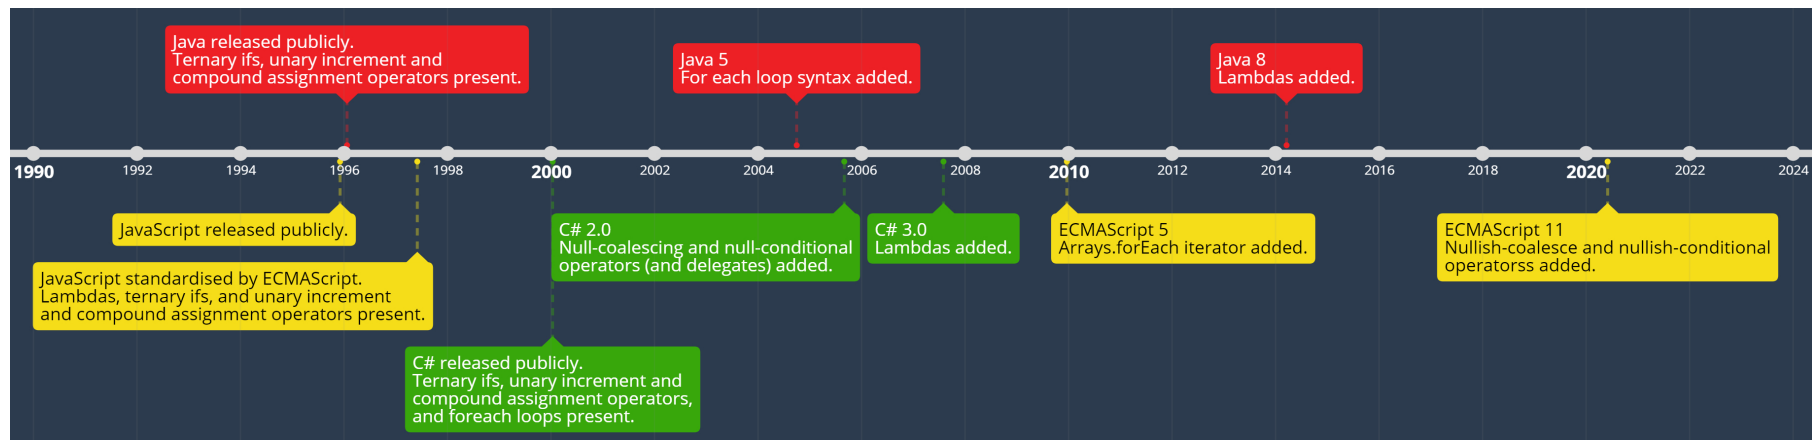 Java released publicly.
Ternary ifs, unary increment and
compound assignment operators present.
Java 5
For each loop syntax added.
Java 8
Lambdas added.
1990
1992
1994
1996
1998
2000
2002
2004
2006
2008
2010
2012
2014
2016
2018
2020
2022
2024
JavaScript released publicly.
JavaScript standardised by ECMAScript.
Lambdas, ternary ifs, and unary increment
and compound assignment operators present.
C# released publicly.
Ternary ifs, unary increment and
compound assignment operators,
and foreach loops present.
C# 2.0
Null-coalescing and null-conditional
operators (and delegates) added.
C# 3.0
Lambdas added.
ECMAScript 5
Arrays.forEach iterator added.
ECMAScript 11
Nullish-coalesce and nullish-conditional
operatorss added.